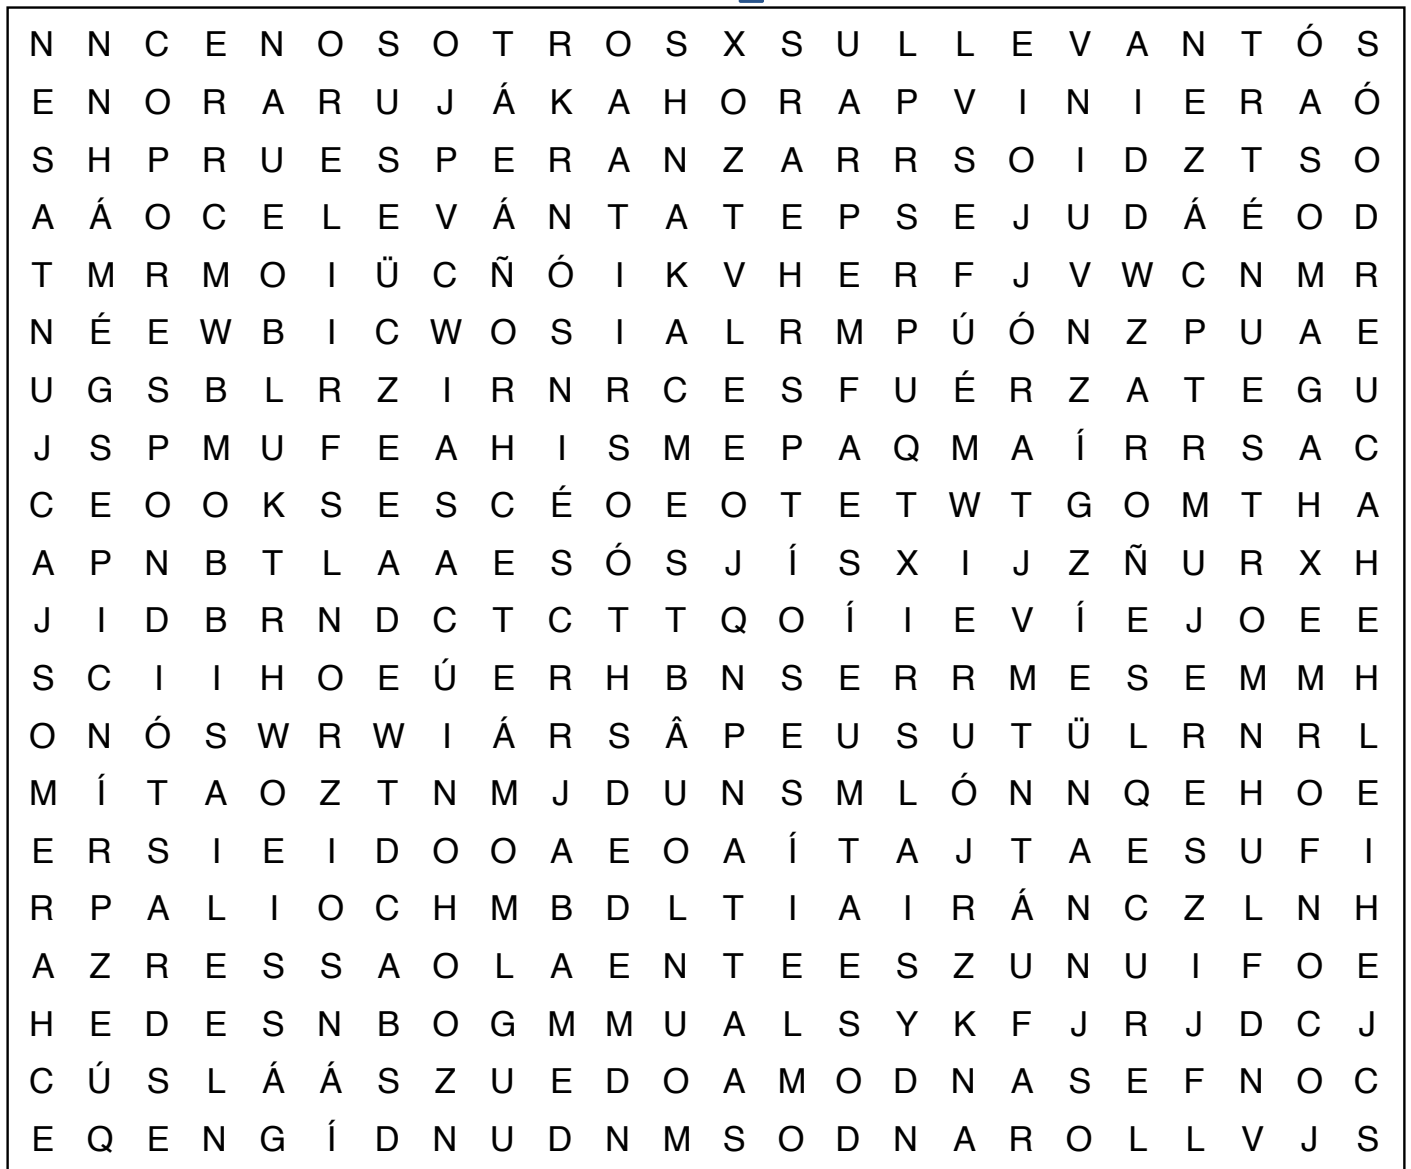 N N C E N O S O T R O S X S U L L E V A N T Ó S
E N O R A R U J Á K A H O R A P V I N I E R A Ó
S H P R U E S P E R A N Z A R R S O I D Z T S O
A Á O C E L E V Á N T A T E P S E J U D Á É O D
T M R M O I Ü C Ñ Ó I K V H E R F J V W C N M R
N É E W B I C W O S I A L R M P Ú Ó N Z P U A E
U G S B L R Z I R N R C E S F U É R Z A T E G U
J S P M U F E A H I S M E P A Q M A Í R R S A C
C E O O K S E S C É O E O T E T W T G O M T H A
A P N B T L A A E S Ó S J Í S X I J Z Ñ U R X H
J I D B R N D C T C T T Q O Í I E V Í E J O E E
S C I I H O E Ú E R H B N S E R R M E S E M M H
O N Ó S W R W I Á R S Â P E U S U T Ü L R N R L
M Í T A O Z T N M J D U N S M L Ó N N Q E H O E
E R S I E I D O O A E O A Í T A J T A E S U F I
R P A L I O C H M B D L T I A I R Á N C Z L N H
A Z R E S S A O L A E N T E E S Z U N U I F O E
H E D E S N B O G M M U A L S Y K F J R J D C J
C Ú S L Á Á S Z U E D O A M O D N A S E F N O C
E Q E N G Í D N U D N M S O D N A R O L L V J S